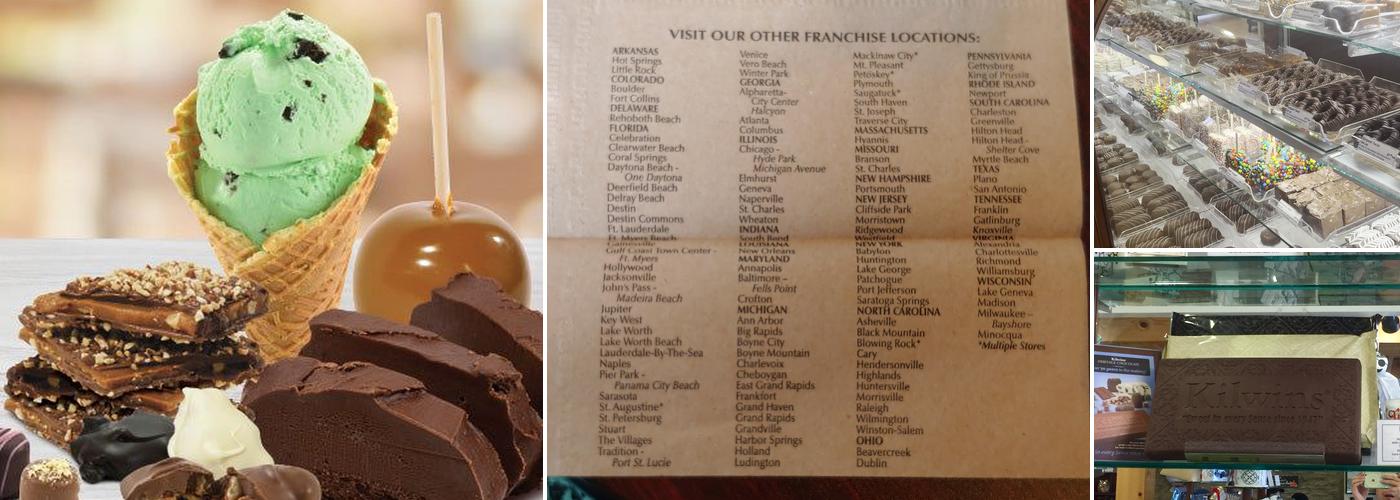 VISIT OUR OTHER FRANCHISE LOCATIONS:
ARKANSAS
Hot Springs
Little Rock
COLORADO
Boulder
Fort Collins
DELAWARE
Rehoboth Beach
FLORIDA
Celebration
Clearwater Beach
Coral Springs
Daytona Beach -
One Daytona
Deerfield Beach
Delray Beach
Destin
Destin Commons
Ft. Lauderdale
Ft. Myers Beach
Gainesville
Gulf Coast Town Center -
Ft. Myers
Hollywood
Jacksonville
John's Pass -
Madeira Beach
Jupiter
Key West
Lake Worth
Lake Worth Beach
Lauderdale-By-The-Sea
Naples
Pier Park -
Panama City Beach
Sarasota
St. Augustine*
St. Petersburg
Stuart
The Villages
Tradition -
Port St. Lucie
Venice
Vero Beach
Winter Park
GEORGIA
Alpharetta-
City Center
Halcyon
Atlanta
Columbus
ILLINOIS
Chicago -
Hyde Park
Michigan Avenue
Elmhurst
Geneva
Naperville
St. Charles
Wheaton
INDIANA
South Bend
LOUISIANA
New Orleans
MARYLAND
Annapolis
Baltimore -
Fells Point
Crofton
MICHIGAN
Ann Arbor
Big Rapids
Boyne City
Boyne Mountain
Charlevoix
Cheboygan
East Grand Rapids
Frankfort
Grand Haven
Grand Rapids
Grandville
Harbor Springs
Holland
Ludington
Mackinaw City*
Mt. Pleasant
Petoskey*
Plymouth
Saugatuck*
South Haven
St. Joseph
Traverse City
MASSACHUSETTS
Hyannis
MISSOURI
Branson
St. Charles
NEW HAMPSHIRE
Portsmouth
NEW JERSEY
Cliffside Park
Morristown
Ridgewood
Westfield
NEW YORK
Babylon
Huntington
Lake George
Patchogue
Port Jefferson
Saratoga Springs
NORTH CAROLINA
Asheville
Black Mountain
Blowing Rock*
Cary
Hendersonville
Highlands
Huntersville
Morrisville
Raleigh
Wilmington
Winston-Salem
OHIO
Beavercreek
Dublin
PENNSYLVANIA
Gettysburg
King of Prussia
RHODE ISLAND
Newport
SOUTH CAROLINA
Charleston
Greenville
Hilton Head
Hilton Head -
Shelter Cove
Myrtle Beach
TEXAS
Plano
San Antonio
TENNESSEE
Franklin
Gatlinburg
Knoxville
VIRGINIA
Alexandria
Charlottesville
Richmond
Williamsburg
WISCONSIN
Lake Geneva
Madison
Milwaukee -
Bayshore
Minocqua
*Multiple Stores
Kilwins